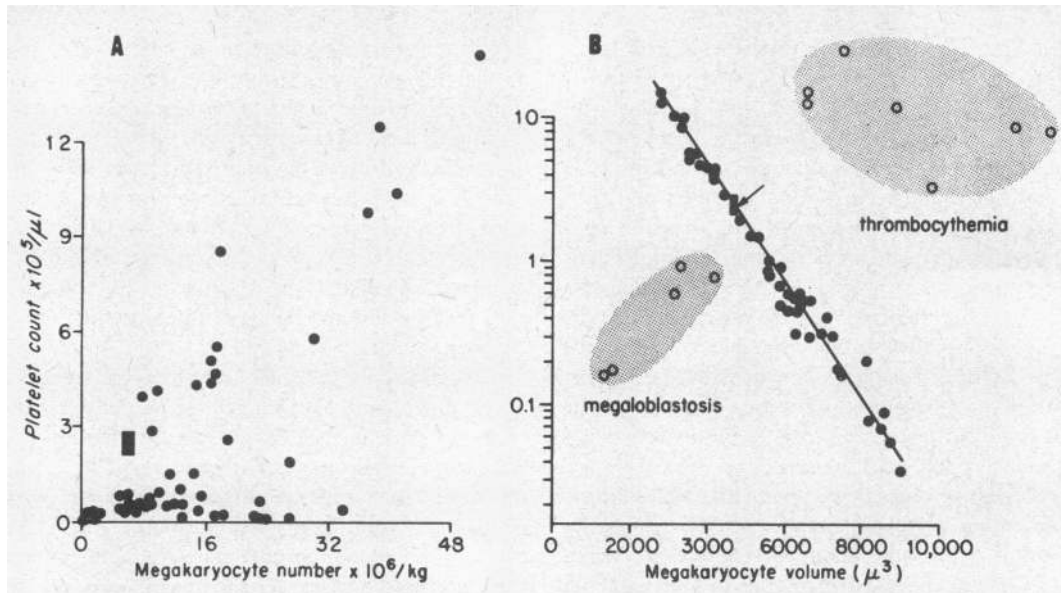 A
Platelet count x10⁵/µl
12
9
6
3
0
0 16 32 48
Megakaryocyte number x 10⁶/kg
B
10
1
0.1
thrombocythemia
megaloblastosis
0 2000 4000 6000 8000 10,000
Megakaryocyte volume (µ³)